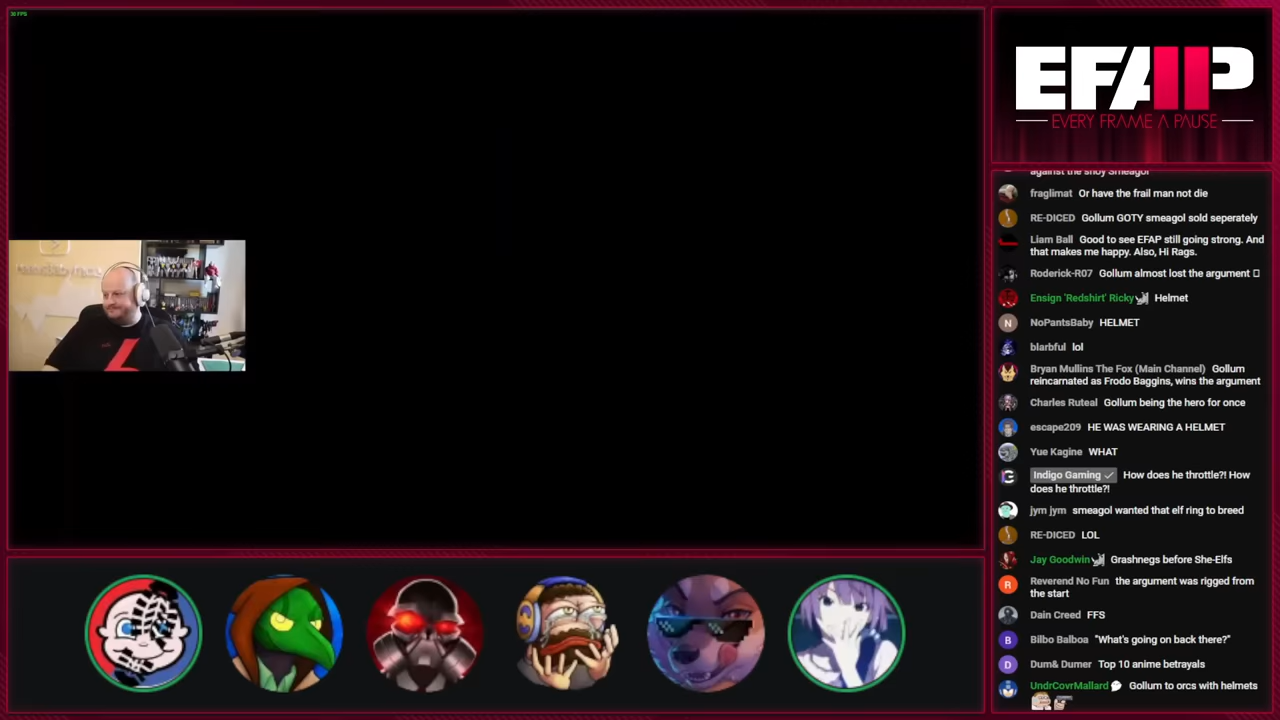 30 FPS
EFAP
EVERY FRAME A PAUSE
against the shoy Smeagol
fraglimat Or have the frail man not die
RE-DICED Gollum GOTY smeagol sold seperately
Liam Ball Good to see EFAP still going strong. And
that makes me happy. Also, Hi Rags.
Roderick-R07 Gollum almost lost the argument
Ensign 'Redshirt' Ricky Helmet
N
NoPantsBaby HELMET
blarbful lol
Bryan Mullins The Fox (Main Channel) Gollum
reincarnated as Frodo Baggins, wins the argument
Charles Ruteal Gollum being the hero for once
escape209 HE WAS WEARING A HELMET
Yue Kagine WHAT
Indigo Gaming How does he throttle?! How
does he throttle?!
jym jym smeagol wanted that elf ring to breed
RE-DICED LOL
Jay Goodwin Grashnegs before She-Elfs
R
Reverend No Fun the argument was rigged from
the start
Dain Creed FFS
B
Bilbo Balboa "What's going on back there?"
D
Dum& Dumer Top 10 anime betrayals
UndrCovrMallard Gollum to orcs with helmets